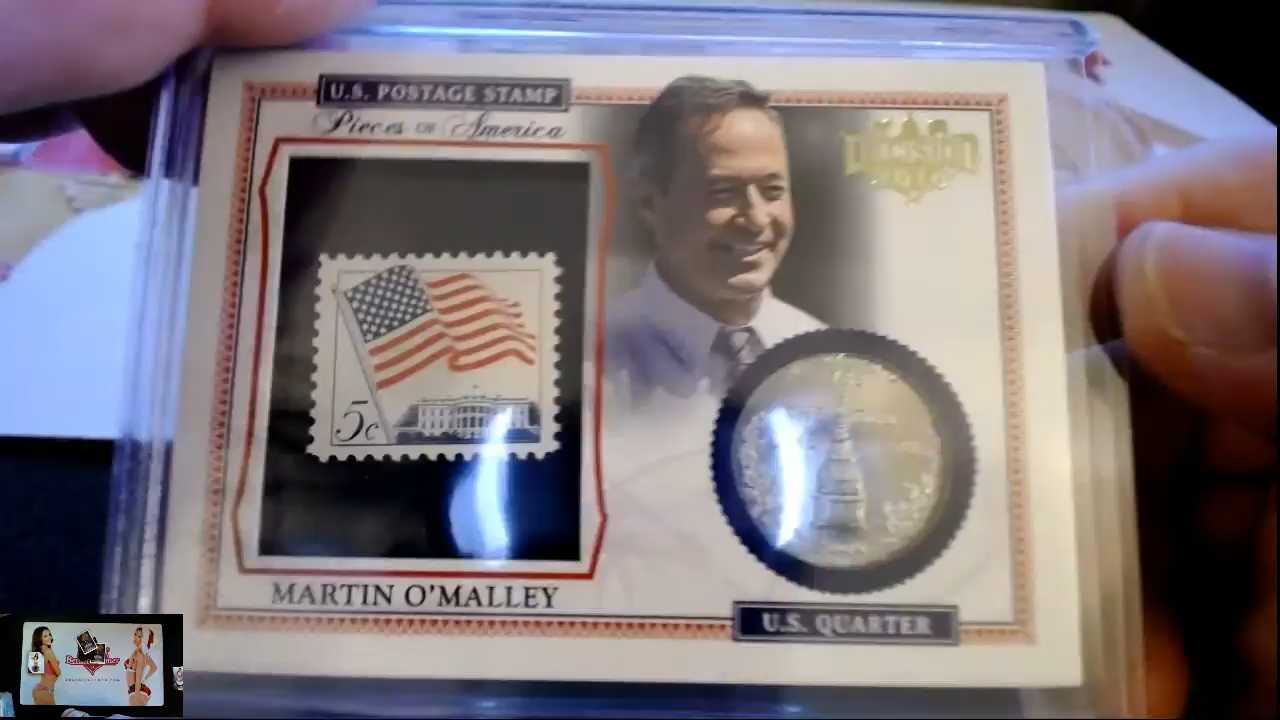 U.S. POSTAGE STAMP
Pieces OF America
DECISION
2016
5c
MARTIN O'MALLEY
U.S. QUARTER